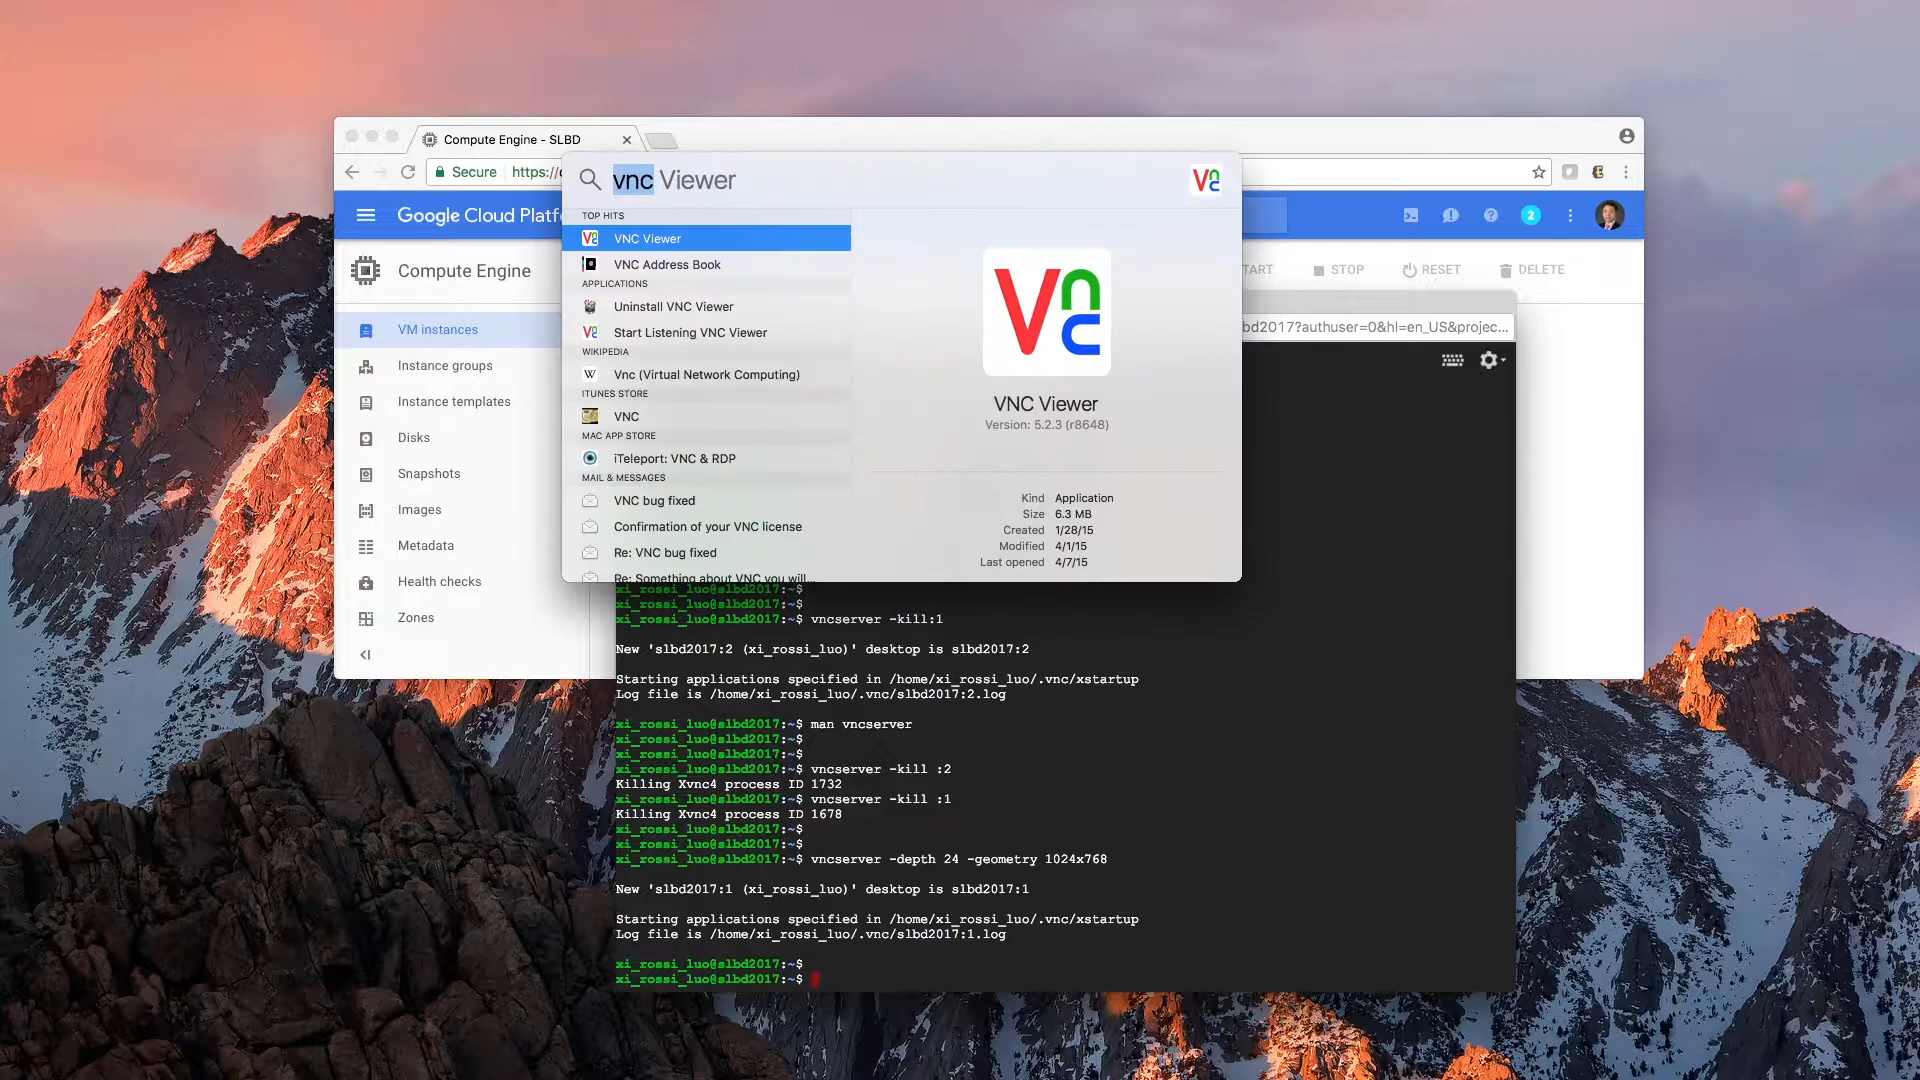 Compute Engine - SLBD
Secure https://
vnc Viewer
Google Cloud Platf
2
Compute Engine
TART STOP RESET DELETE
VM instances
Instance groups
Instance templates
Disks
Snapshots
Images
Metadata
Health checks
Zones
TOP HITS
VNC Viewer
VNC Address Book
APPLICATIONS
Uninstall VNC Viewer
Start Listening VNC Viewer
WIKIPEDIA
Vnc (Virtual Network Computing)
ITUNES STORE
VNC
MAC APP STORE
iTeleport: VNC & RDP
MAIL & MESSAGES
VNC bug fixed
Confirmation of your VNC license
Re: VNC bug fixed
Re: Something about VNC you will...
VNC Viewer
Version: 5.2.3 (r8648)
Kind Application
Size 6.3 MB
Created 1/28/15
Modified 4/1/15
Last opened 4/7/15
lbd2017?authuser=0&hl=en_US&projec...
xi_rossi_luo@slbd2017:~$
xi_rossi_luo@slbd2017:~$
xi_rossi_luo@slbd2017:~$ vncserver -kill:1
New 'slbd2017:2 (xi_rossi_luo)' desktop is slbd2017:2
Starting applications specified in /home/xi_rossi_luo/.vnc/xstartup
Log file is /home/xi_rossi_luo/.vnc/slbd2017:2.log
xi_rossi_luo@slbd2017:~$ man vncserver
xi_rossi_luo@slbd2017:~$
xi_rossi_luo@slbd2017:~$
xi_rossi_luo@slbd2017:~$ vncserver -kill :2
Killing Xvnc4 process ID 1732
xi_rossi_luo@slbd2017:~$ vncserver -kill :1
Killing Xvnc4 process ID 1678
xi_rossi_luo@slbd2017:~$
xi_rossi_luo@slbd2017:~$
xi_rossi_luo@slbd2017:~$ vncserver -depth 24 -geometry 1024x768
New 'slbd2017:1 (xi_rossi_luo)' desktop is slbd2017:1
Starting applications specified in /home/xi_rossi_luo/.vnc/xstartup
Log file is /home/xi_rossi_luo/.vnc/slbd2017:1.log
xi_rossi_luo@slbd2017:~$
xi_rossi_luo@slbd2017:~$